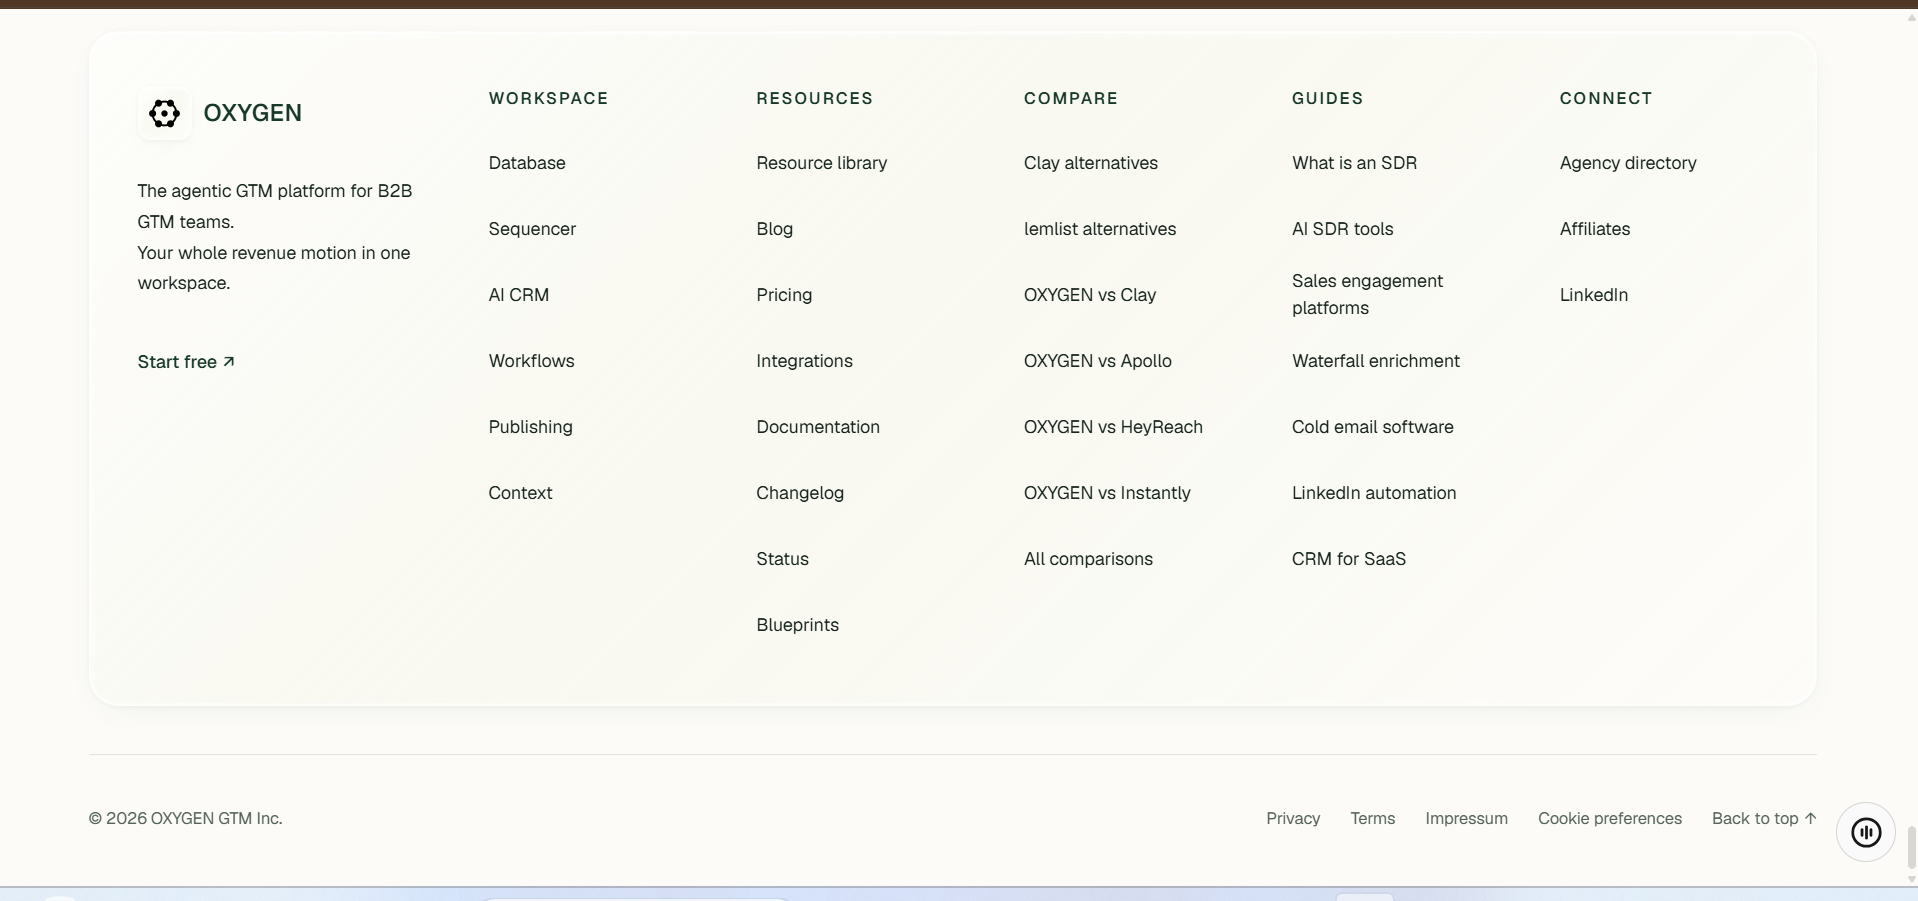 OXYGEN
The agentic GTM platform for B2B
GTM teams.
Your whole revenue motion in one
workspace.
Start free ↗
WORKSPACE
Database
Sequencer
AI CRM
Workflows
Publishing
Context
RESOURCES
Resource library
Blog
Pricing
Integrations
Documentation
Changelog
Status
Blueprints
COMPARE
Clay alternatives
lemlist alternatives
OXYGEN vs Clay
OXYGEN vs Apollo
OXYGEN vs HeyReach
OXYGEN vs Instantly
All comparisons
GUIDES
What is an SDR
AI SDR tools
Sales engagement
platforms
Waterfall enrichment
Cold email software
LinkedIn automation
CRM for SaaS
CONNECT
Agency directory
Affiliates
LinkedIn
© 2026 OXYGEN GTM Inc.
Privacy
Terms
Impressum
Cookie preferences
Back to top ↑